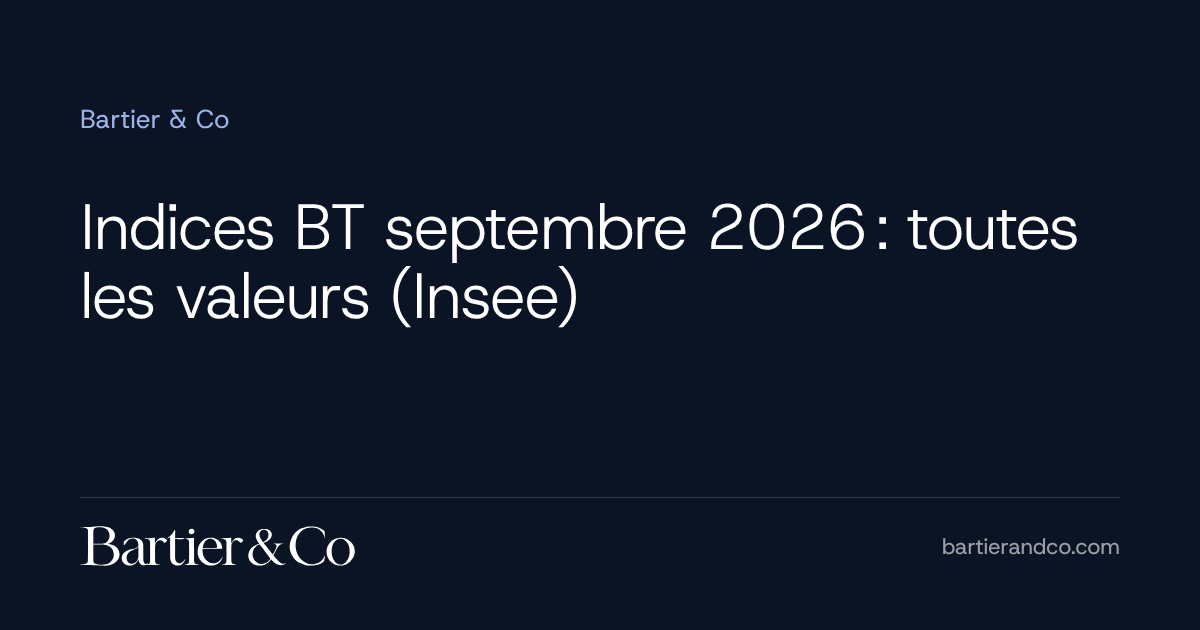 Bartier & Co
Indices BT septembre 2026 : toutes
les valeurs (Insee)
Bartier & Co
bartierandco.com